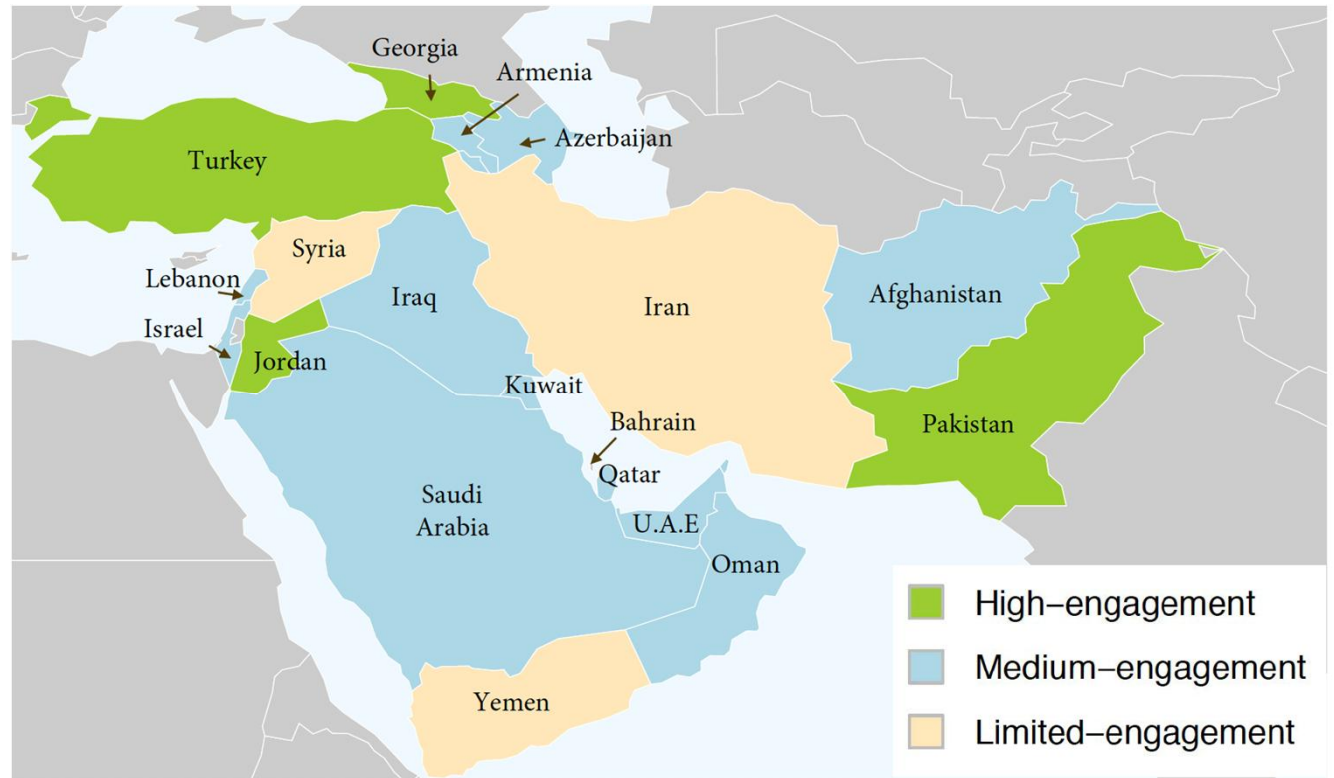 Georgia
Armenia
Azerbaijan
Turkey
Syria
Lebanon
Iraq
Iran
Afghanistan
Israel
Jordan
Kuwait
Bahrain
Pakistan
Qatar
Saudi
Arabia
U.A.E
Oman
Yemen
High–engagement
Medium–engagement
Limited–engagement